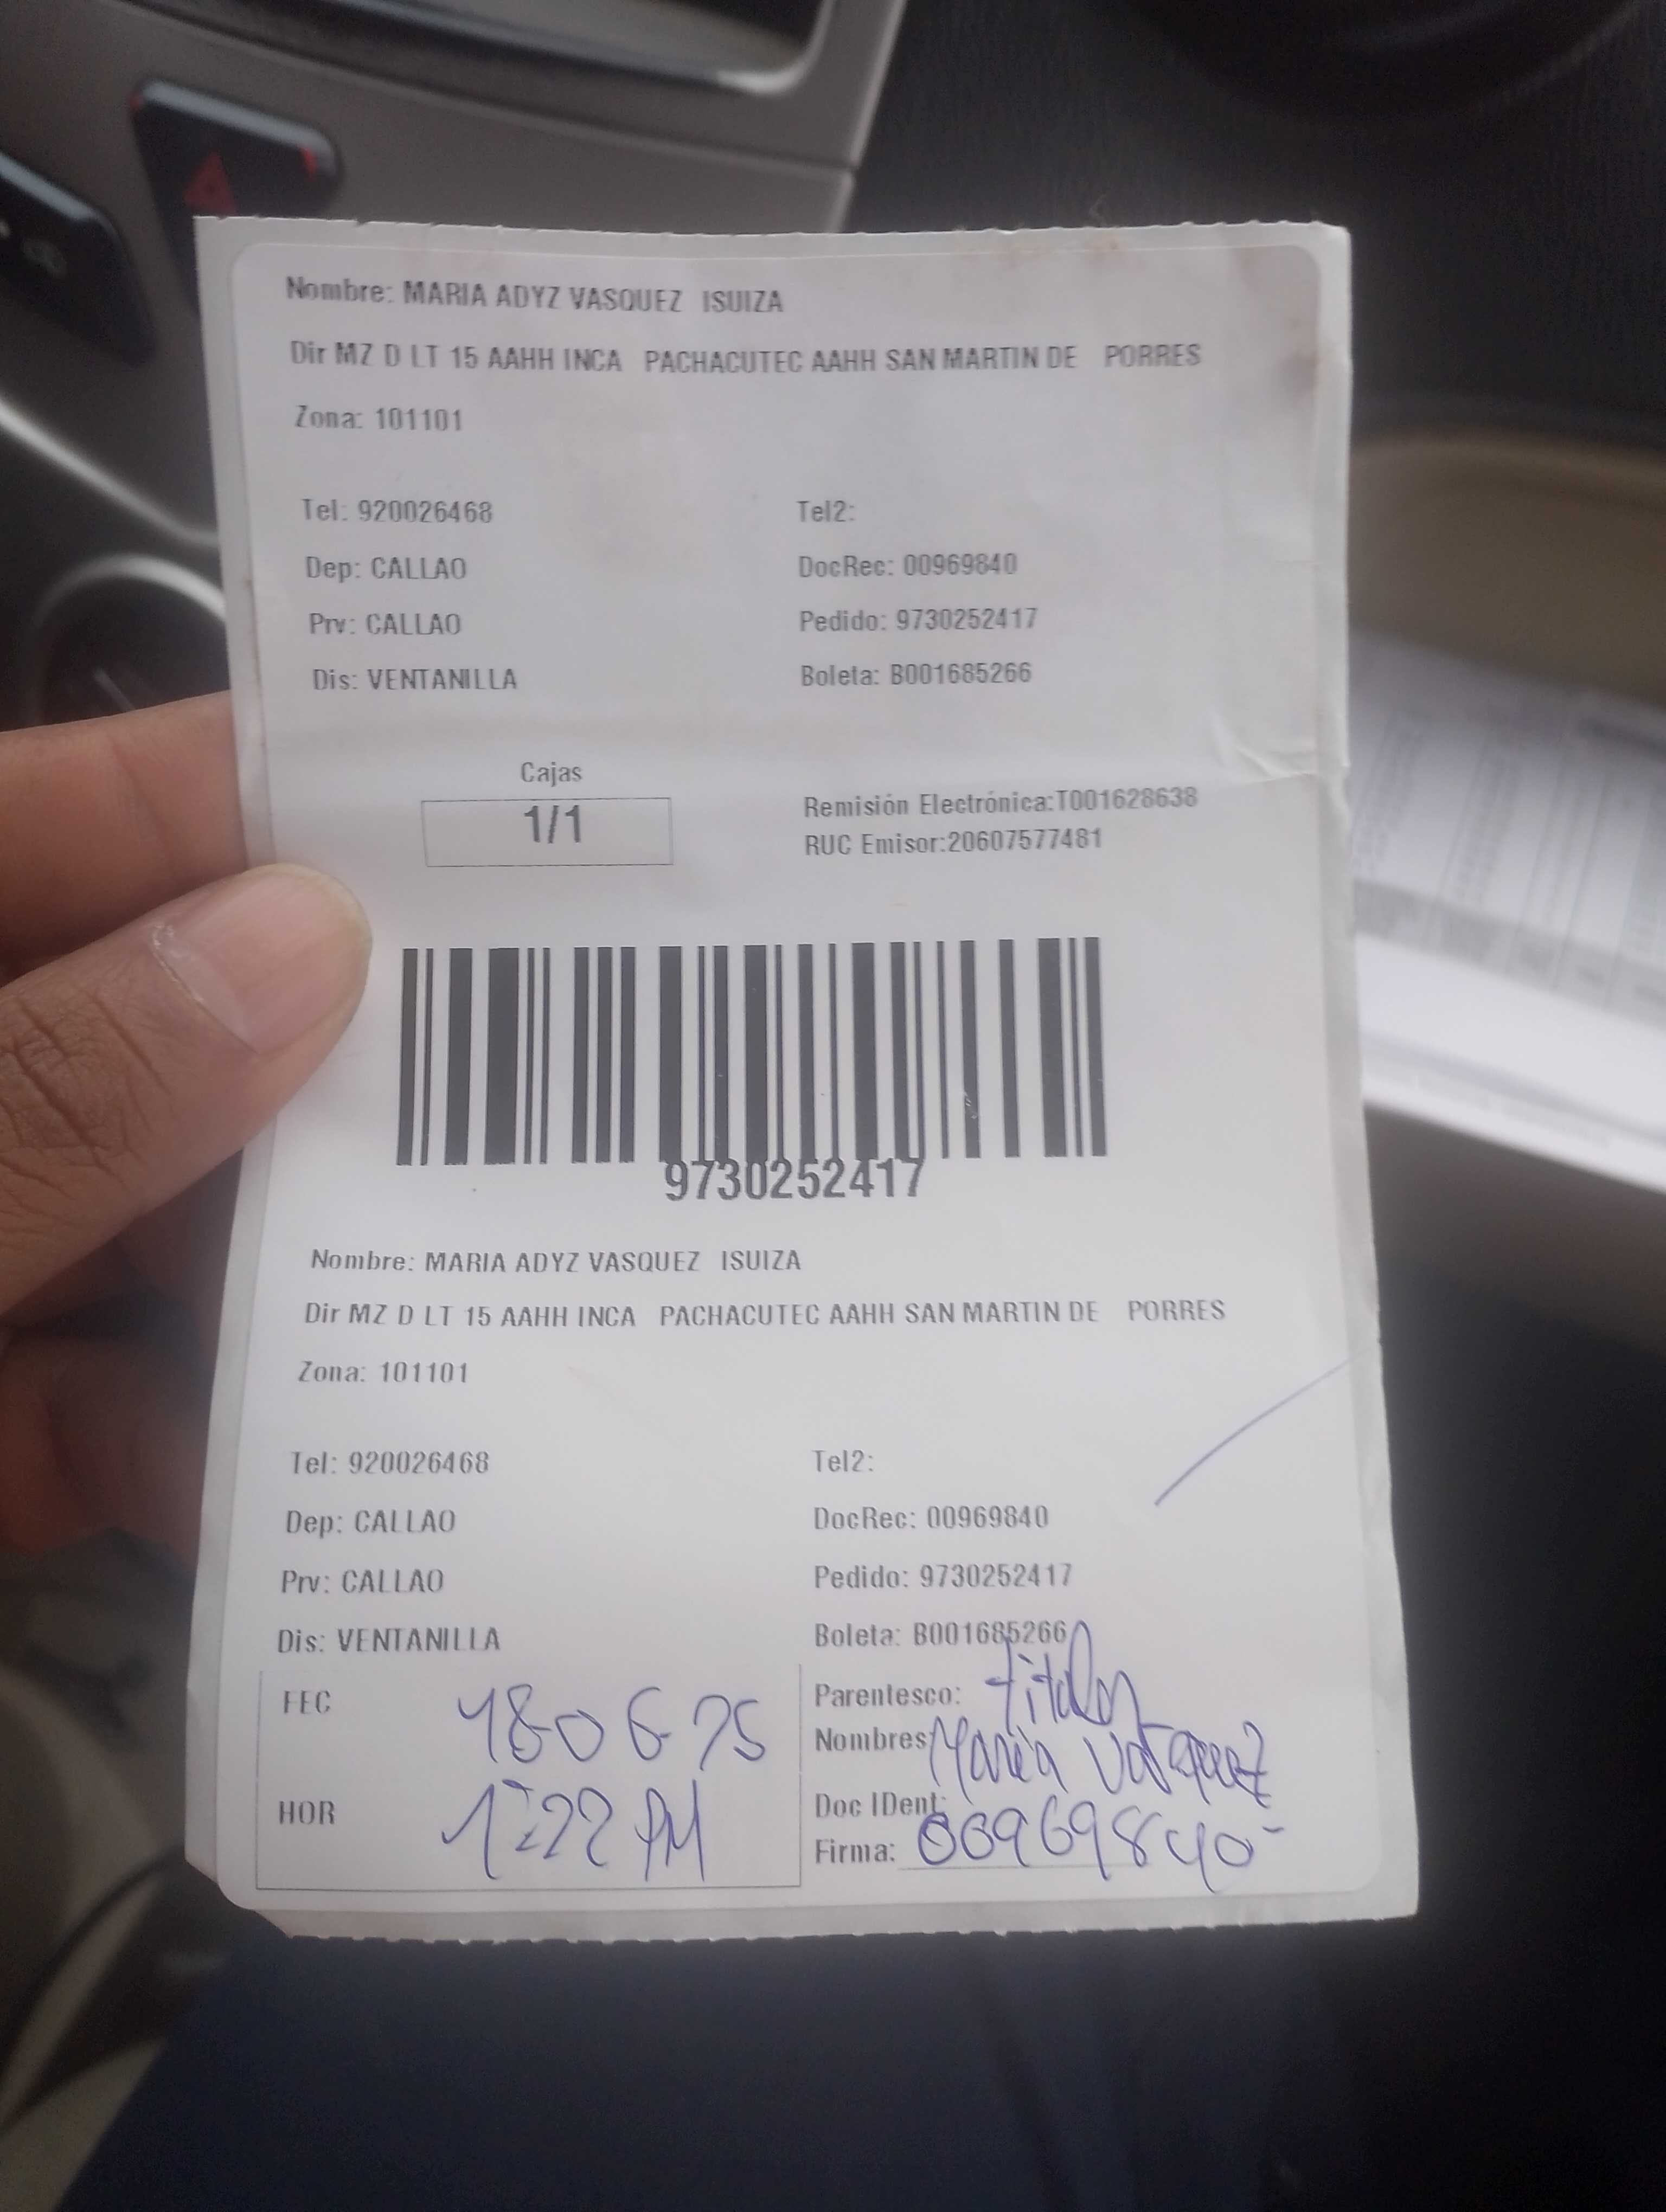 Nombre: MARIA ADYZ VASQUEZ ISUIZA
Dir MZ D LT 15 AAHH INCA PACHACUTEC AAHH SAN MARTIN DE PORRES
Zona: 101101
Tel: 920026468 Tel2:
Dep: CALLAO DocRec: 00969840
Prv: CALLAO Pedido: 9730252417
Dis: VENTANILLA Boleta: B001685266
Cajas
1/1
Remisión Electrónica:T001628638
RUC Emisor:20607577481
9730252417
Nombre: MARIA ADYZ VASQUEZ ISUIZA
Dir MZ D LT 15 AAHH INCA PACHACUTEC AAHH SAN MARTIN DE PORRES
Zona: 101101
Tel: 920026468 Tel2:
Dep: CALLAO DocRec: 00969840
Prv: CALLAO Pedido: 9730252417
Dis: VENTANILLA Boleta: B001685266
FEC 18-06-25
HOR 1:22 PM
Parentesco: titular
Nombres: Maria Vasquez
Doc IDent: 00969840
Firma: